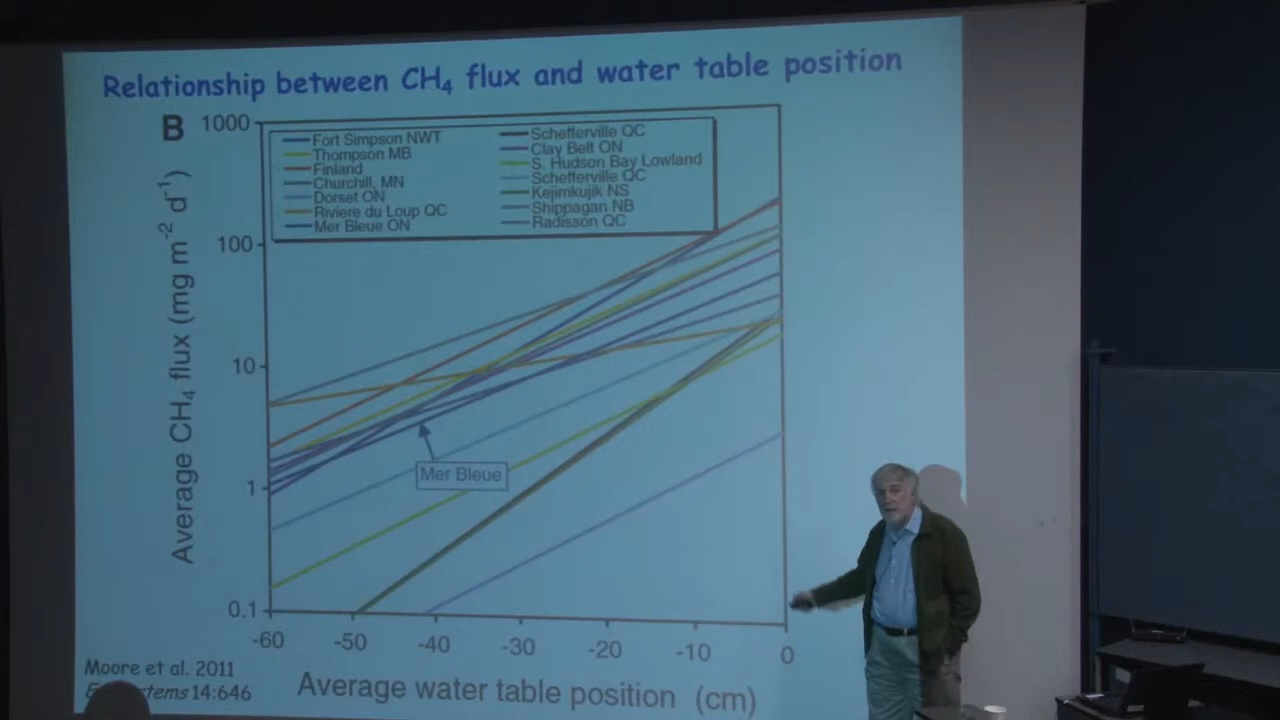 Relationship between CH₄ flux and water table position
B
1000
100
10
1
0.1
Average CH₄ flux (mg m⁻² d⁻¹)
Fort Simpson NWT
Thompson MB
Finland
Churchill, MN
Dorset ON
Riviere du Loup QC
Mer Bleue ON
Schefferville QC
Clay Belt ON
S. Hudson Bay Lowland
Schefferville QC
Kejimkujik NS
Shippagan NB
Radisson QC
Mer Bleue
-60 -50 -40 -30 -20 -10 0
Average water table position (cm)
Moore et al. 2011
14:646